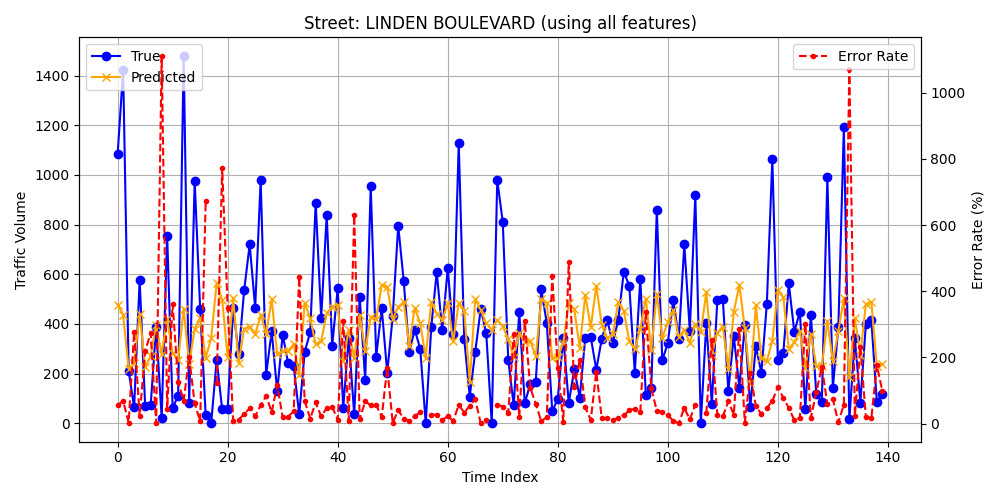 Street: LINDEN BOULEVARD (using all features)
True
Predicted
Error Rate
Traffic Volume
1400
1200
1000
800
600
400
200
0
1000
800
600
400
200
0
Error Rate (%)
0 20 40 60 80 100 120 140
Time Index